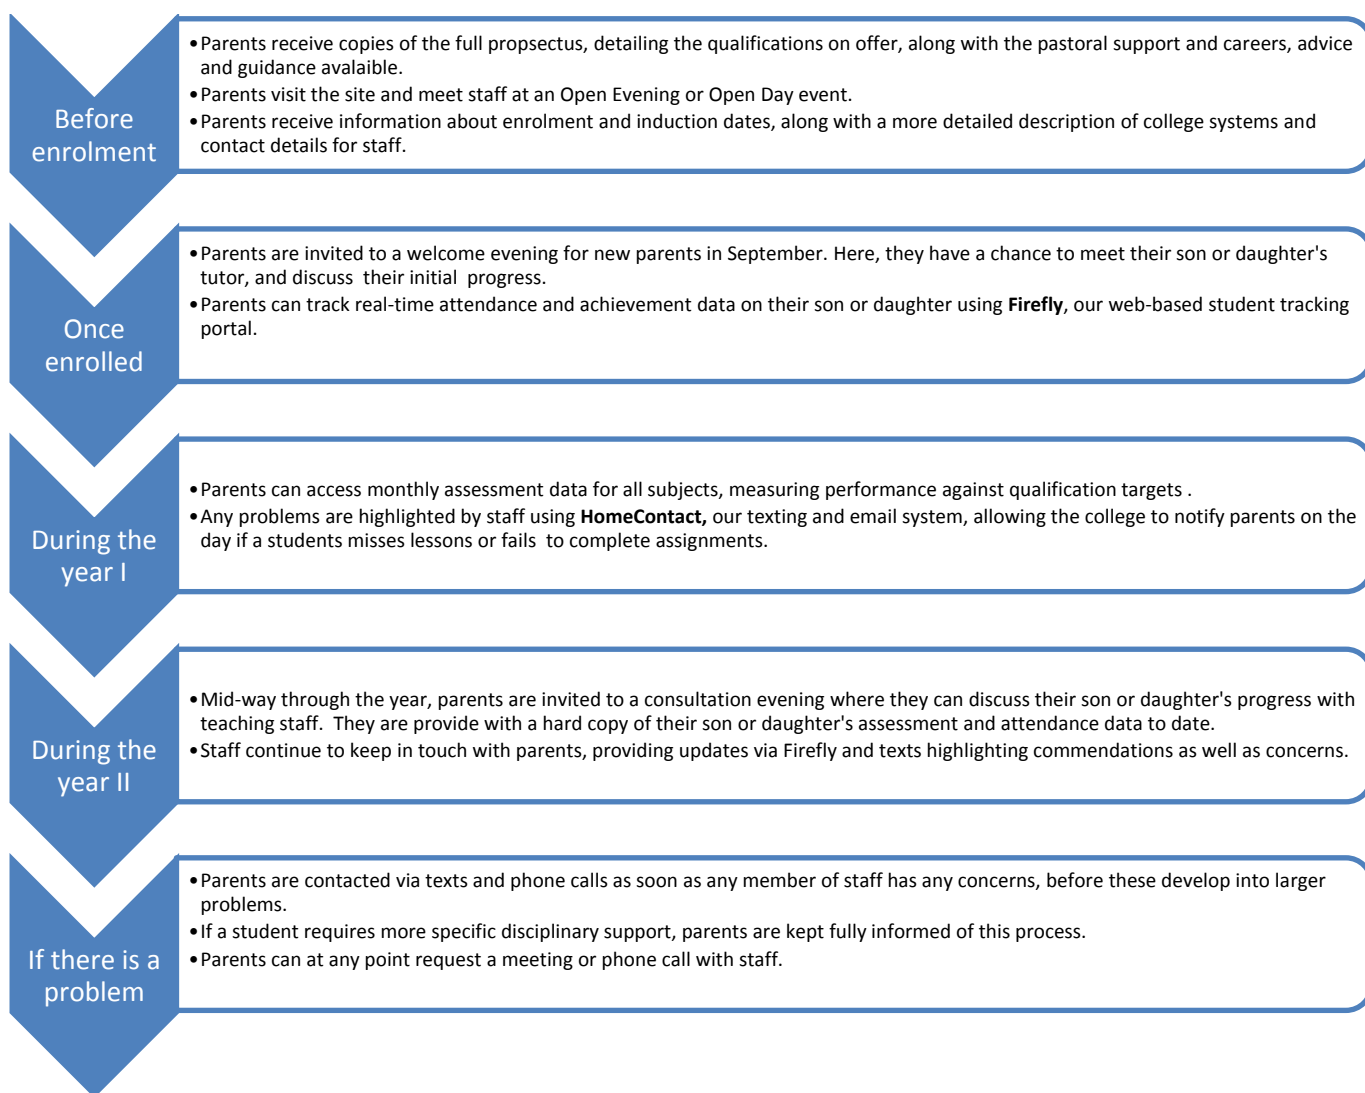 Before
enrolment
•Parents receive copies of the full propsectus, detailing the qualifications on offer, along with the pastoral support and careers, advice
and guidance avalaible.
•Parents visit the site and meet staff at an Open Evening or Open Day event.
•Parents receive information about enrolment and induction dates, along with a more detailed description of college systems and
contact details for staff.
Once
enrolled
•Parents are invited to a welcome evening for new parents in September. Here, they have a chance to meet their son or daughter's
tutor, and discuss their initial progress.
•Parents can track real-time attendance and achievement data on their son or daughter using Firefly, our web-based student tracking
portal.
During the
year I
•Parents can access monthly assessment data for all subjects, measuring performance against qualification targets .
•Any problems are highlighted by staff using HomeContact, our texting and email system, allowing the college to notify parents on the
day if a students misses lessons or fails to complete assignments.
During the
year II
•Mid-way through the year, parents are invited to a consultation evening where they can discuss their son or daughter's progress with
teaching staff. They are provide with a hard copy of their son or daughter's assessment and attendance data to date.
•Staff continue to keep in touch with parents, providing updates via Firefly and texts highlighting commendations as well as concerns.
If there is a
problem
•Parents are contacted via texts and phone calls as soon as any member of staff has any concerns, before these develop into larger
problems.
•If a student requires more specific disciplinary support, parents are kept fully informed of this process.
•Parents can at any point request a meeting or phone call with staff.